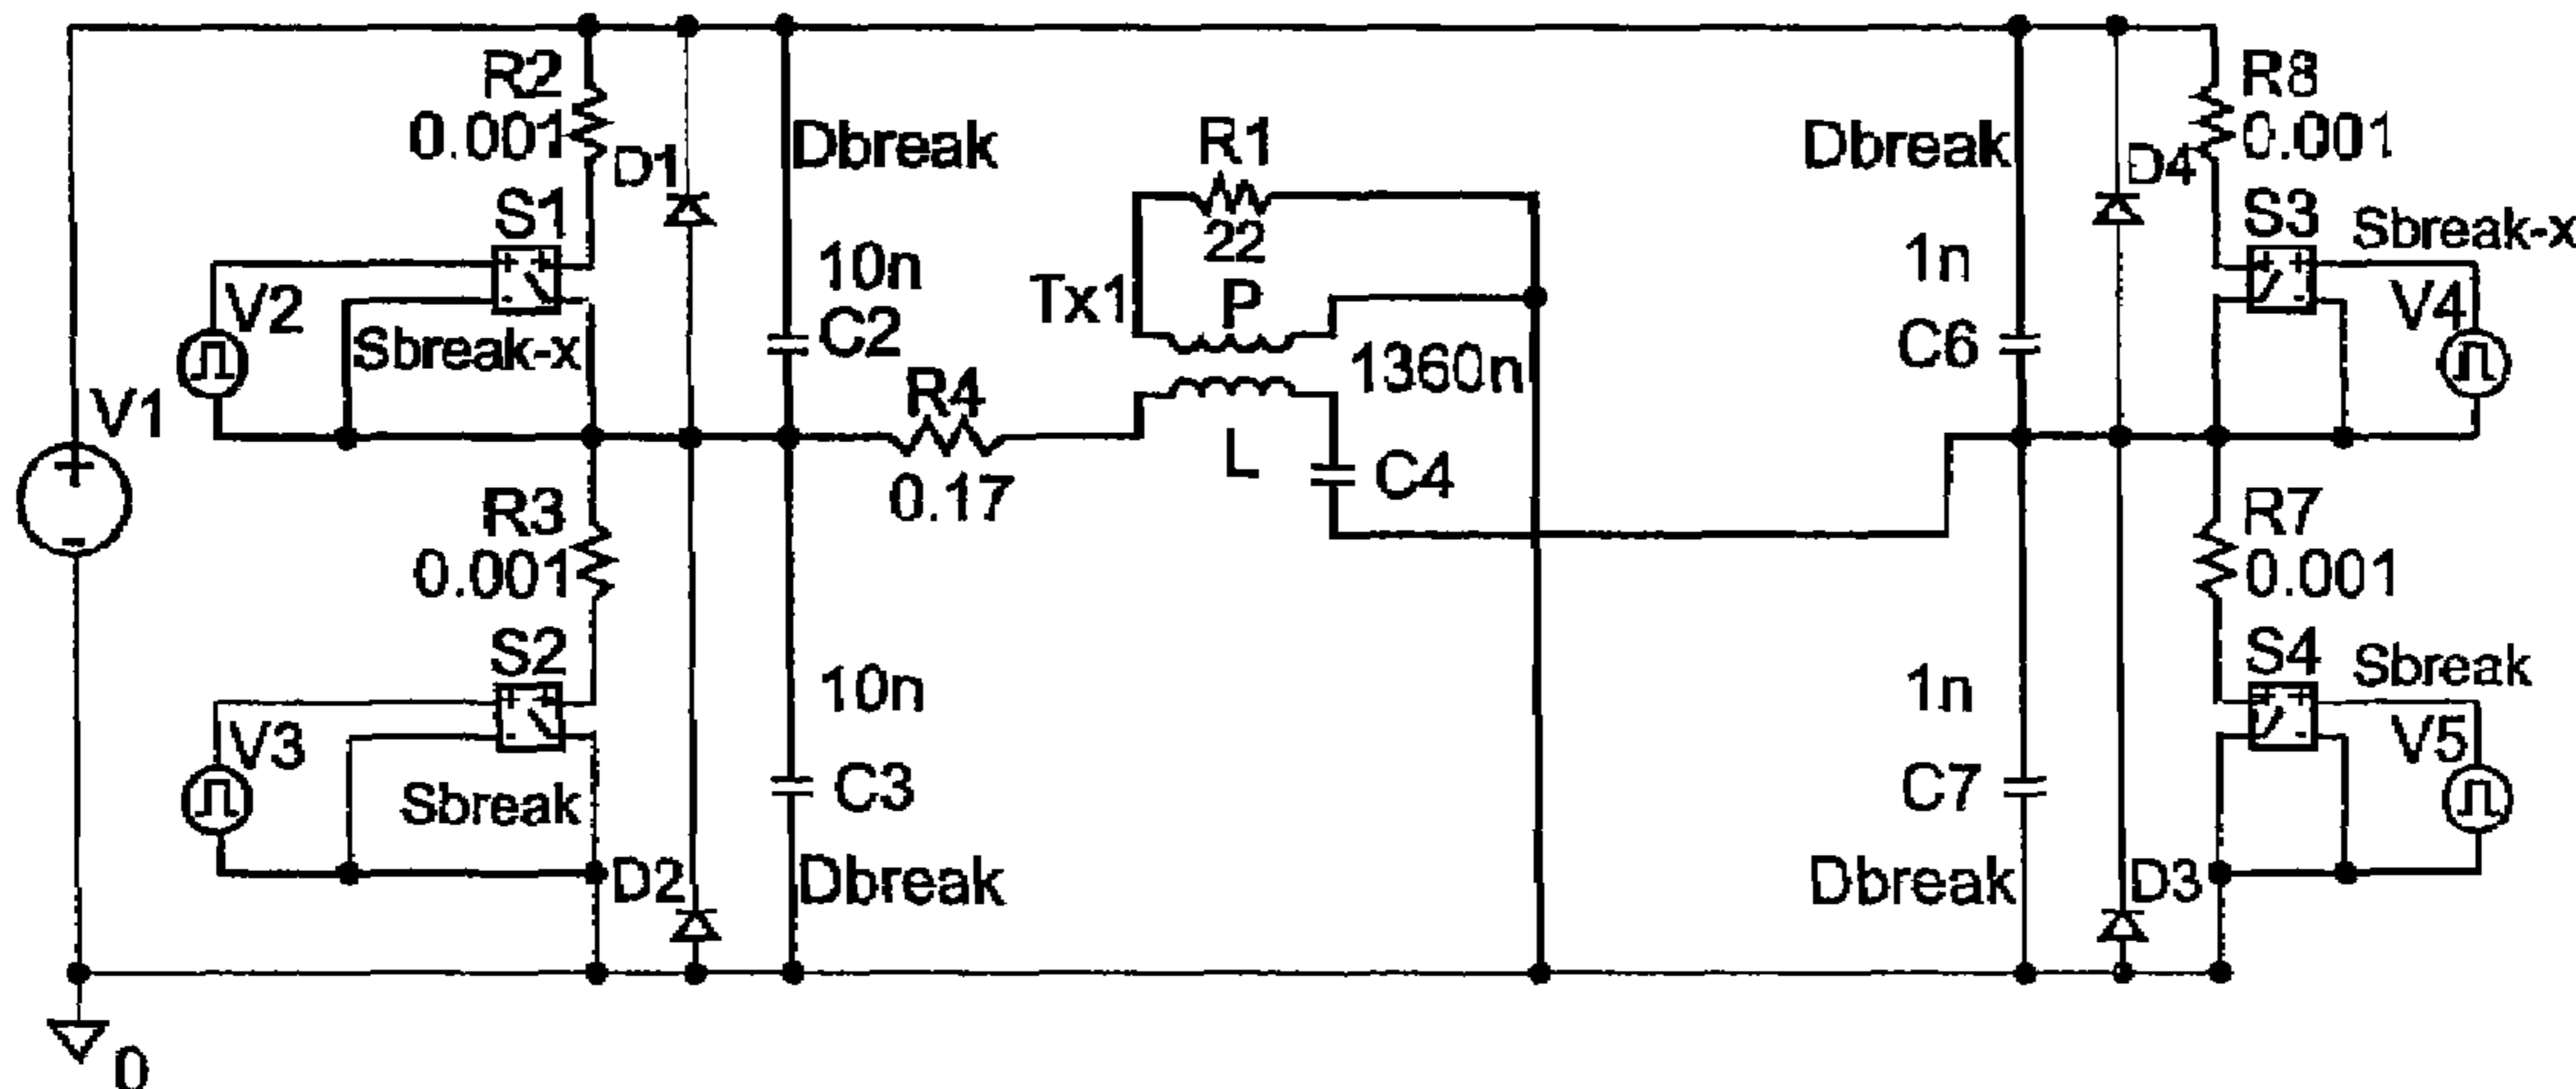 R2
0.001
D1
Dbreak
S1
10n
C2
V2
Sbreak-x
V1
R4
0.17
R3
0.001
S2
V3
Sbreak
D2
10n
C3
Dbreak
R1
22
Tx1
P
1360n
L
C4
Dbreak
D4
R8
0.001
S3
Sbreak-x
1n
C6
V4
R7
0.001
S4
Sbreak
V5
1n
C7
Dbreak
D3
0